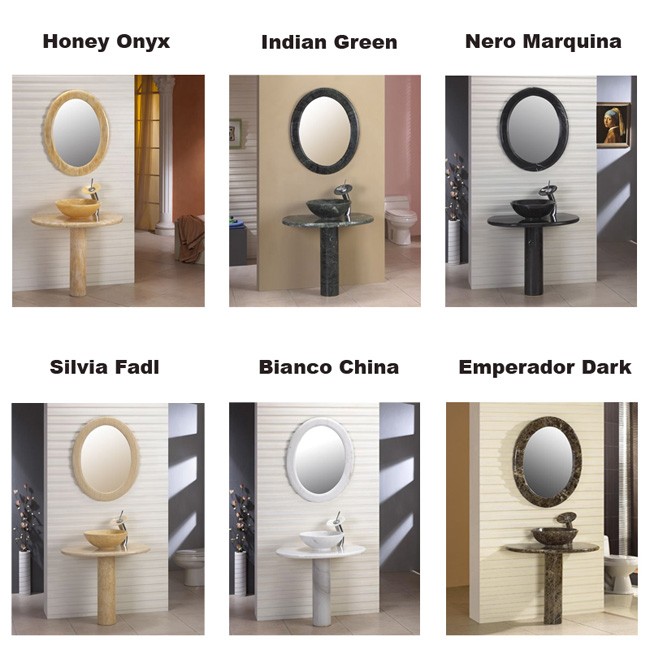 Honey Onyx
Indian Green
Nero Marquina
Silvia Fadl
Bianco China
Emperador Dark